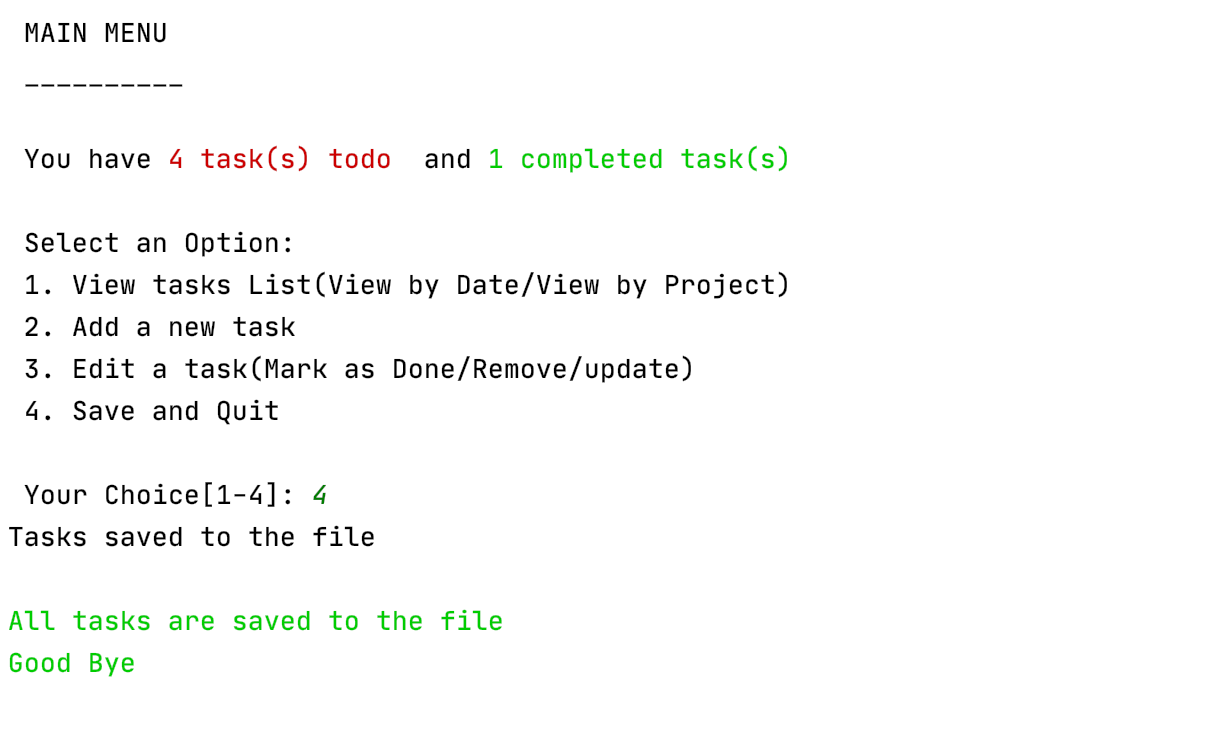 MAIN MENU
__________
You have 4 task(s) todo  and 1 completed task(s)
Select an Option:
1. View tasks List(View by Date/View by Project)
2. Add a new task
3. Edit a task(Mark as Done/Remove/update)
4. Save and Quit
Your Choice[1-4]: 4
Tasks saved to the file
All tasks are saved to the file
Good Bye